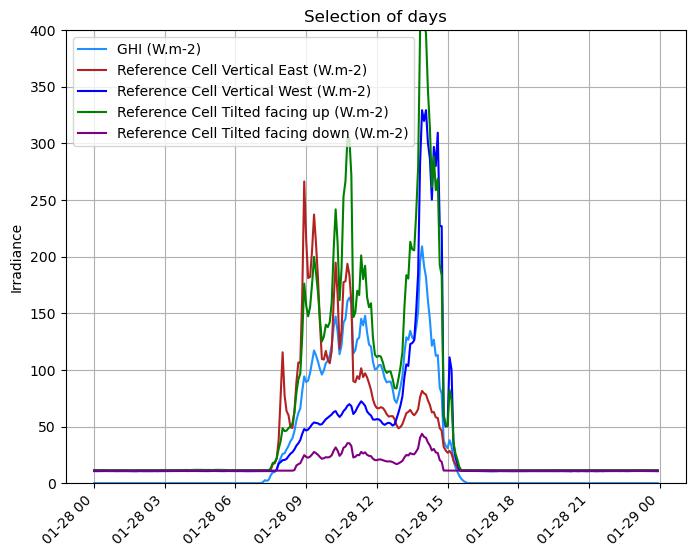 Selection of days
GHI (W.m-2)
Reference Cell Vertical East (W.m-2)
Reference Cell Vertical West (W.m-2)
Reference Cell Tilted facing up (W.m-2)
Reference Cell Tilted facing down (W.m-2)
Irradiance
400
350
300
250
200
150
100
50
0
01-28 00
01-28 03
01-28 06
01-28 09
01-28 12
01-28 15
01-28 18
01-28 21
01-29 00